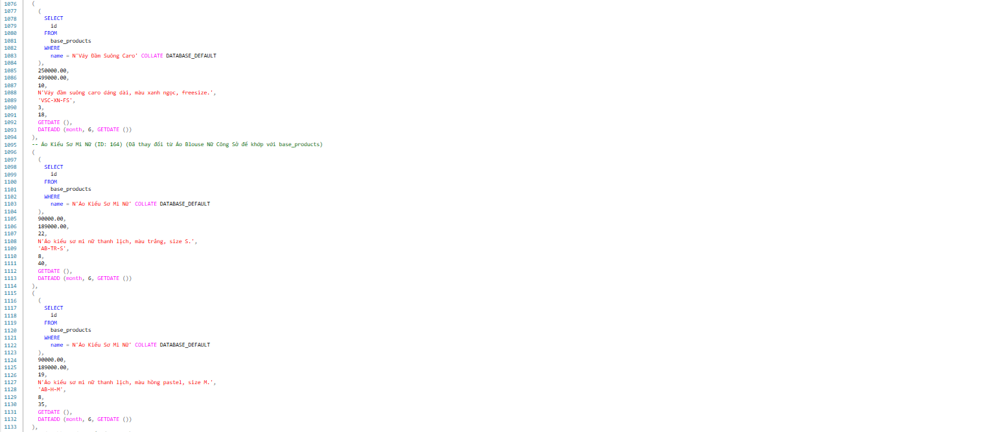 1076 (
1077 (
1078 SELECT
1079 id
1080 FROM
1081 base_products
1082 WHERE
1083 name = N'Váy Đầm Suông Caro' COLLATE DATABASE_DEFAULT
1084 ),
1085 250000.00,
1086 499000.00,
1087 10,
1088 N'Váy đầm suông caro dáng dài, màu xanh ngọc, freesize.',
1089 'VSC-XN-FS',
1090 3,
1091 18,
1092 GETDATE (),
1093 DATEADD (month, 6, GETDATE ())
1094 ),
1095 -- Áo Kiểu Sơ Mi Nữ (ID: 164) (Đã thay đổi từ Áo Blouse Nữ Công Sở để khớp với base_products)
1096 (
1097 (
1098 SELECT
1099 id
1100 FROM
1101 base_products
1102 WHERE
1103 name = N'Áo Kiểu Sơ Mi Nữ' COLLATE DATABASE_DEFAULT
1104 ),
1105 90000.00,
1106 189000.00,
1107 22,
1108 N'Áo kiểu sơ mi nữ thanh lịch, màu trắng, size S.',
1109 'AB-TR-S',
1110 8,
1111 40,
1112 GETDATE (),
1113 DATEADD (month, 6, GETDATE ())
1114 ),
1115 (
1116 (
1117 SELECT
1118 id
1119 FROM
1120 base_products
1121 WHERE
1122 name = N'Áo Kiểu Sơ Mi Nữ' COLLATE DATABASE_DEFAULT
1123 ),
1124 90000.00,
1125 189000.00,
1126 19,
1127 N'Áo kiểu sơ mi nữ thanh lịch, màu hồng pastel, size M.',
1128 'AB-H-M',
1129 8,
1130 35,
1131 GETDATE (),
1132 DATEADD (month, 6, GETDATE ())
1133 ),